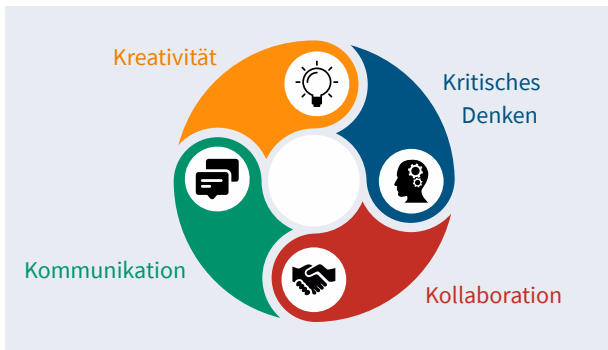 Kreativität
Kritisches
Denken
Kommunikation
Kollaboration